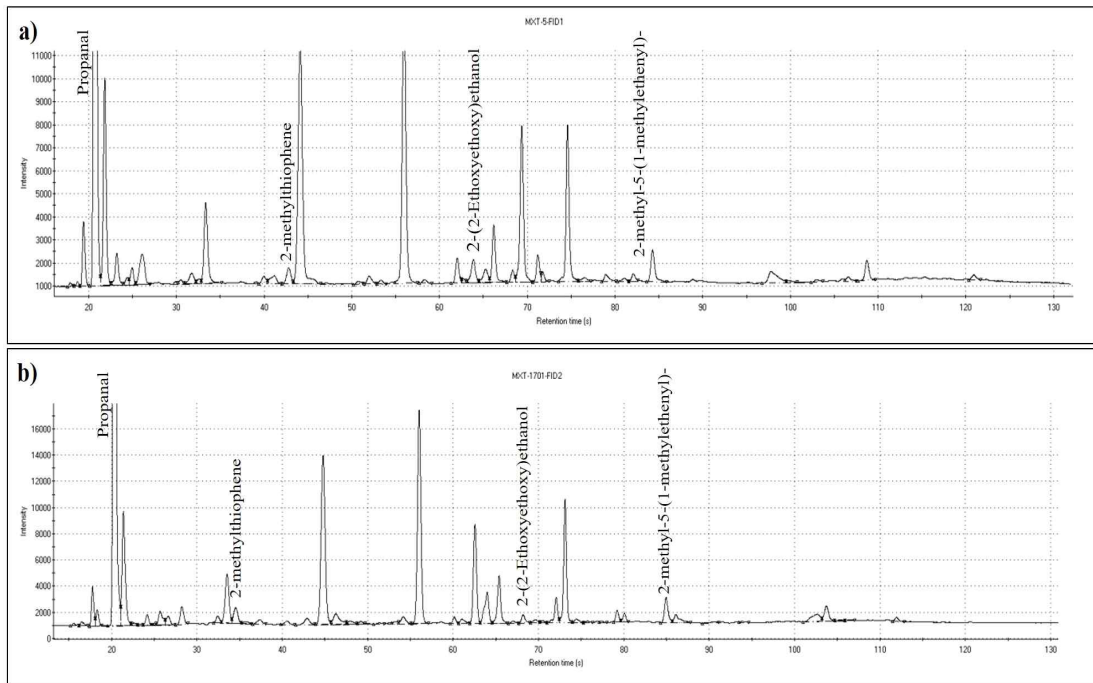 a)
MXT-5-FID1
Propanal
2-methylthiophene
2-(2-Ethoxyethoxy)ethanol
2-methyl-5-(1-methylethenyl)-
Intensity
11000
10000
9000
8000
7000
6000
5000
4000
3000
2000
1000
20 30 40 50 60 70 80 90 100 110 120 130
Retention time (s)
b)
MXT-1701-FID2
Propanal
2-methylthiophene
2-(2-Ethoxyethoxy)ethanol
2-methyl-5-(1-methylethenyl)-
Intensity
16000
14000
12000
10000
8000
6000
4000
2000
0
20 30 40 50 60 70 80 90 100 110 120 130
Retention time (s)